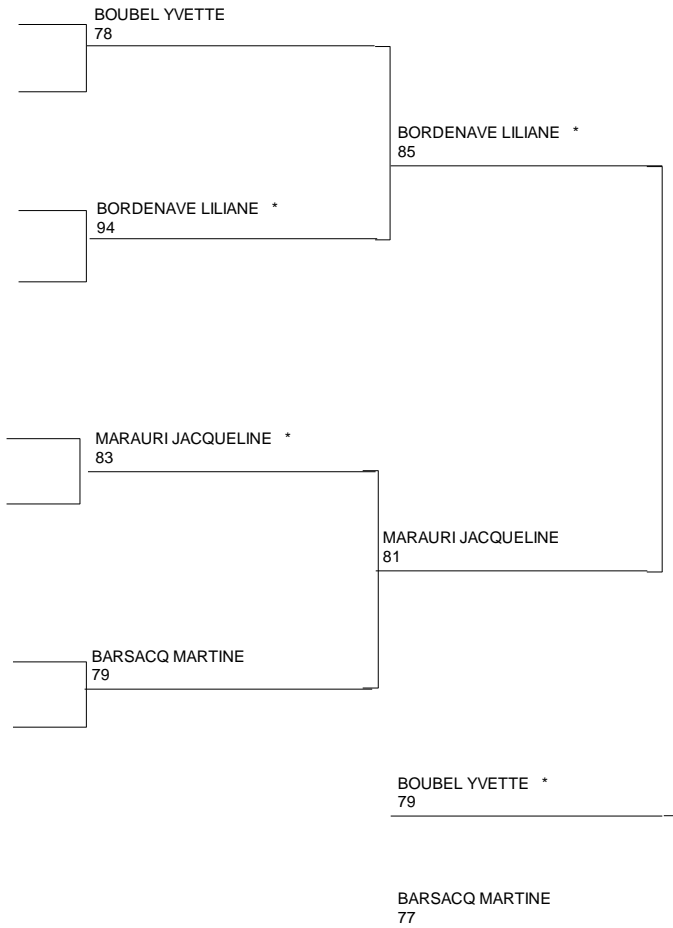 BOUBEL YVETTE
78
BORDENAVE LILIANE *
85
BORDENAVE LILIANE *
94
MARAURI JACQUELINE *
83
MARAURI JACQUELINE
81
BARSACQ MARTINE
79
BOUBEL YVETTE *
79
BARSACQ MARTINE
77